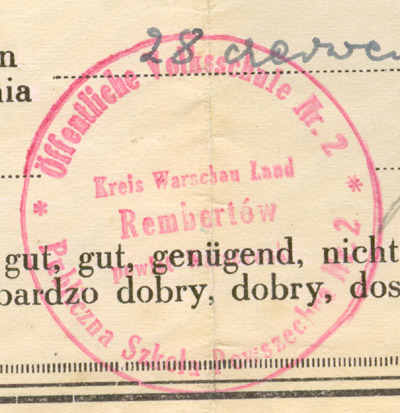 28 czerwc
n
nia
* Öffentliche Volksschule Nr. 2 *
Kreis Warschau Land
Rembertów
powiat
Publiczna Szkoła Powszechna Nr. 2
gut, gut, genügend, nicht
bardzo dobry, dobry, dos